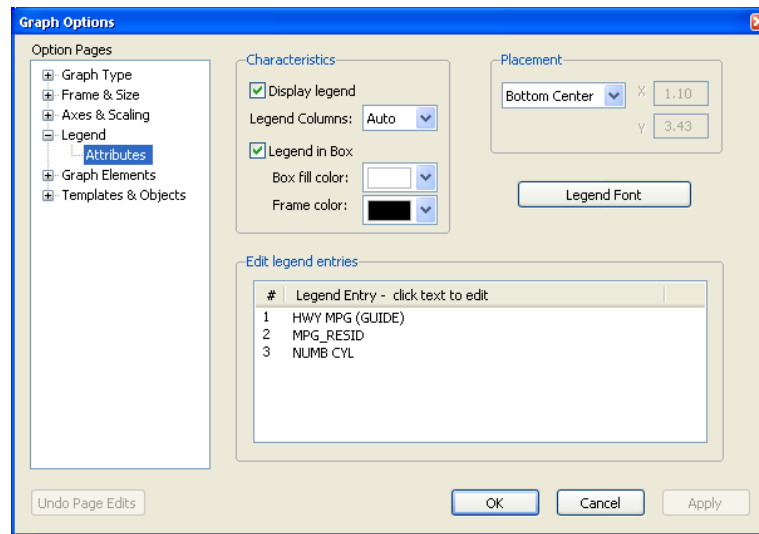 Graph Options
Option Pages
Graph Type
Frame & Size
Axes & Scaling
Legend
Attributes
Graph Elements
Templates & Objects
Characteristics
Display legend
Legend Columns: Auto
Legend in Box
Box fill color:
Frame color:
Placement
Bottom Center X 1.10
Y 3.43
Legend Font
Edit legend entries
# Legend Entry - click text to edit
1 HWY MPG (GUIDE)
2 MPG_RESID
3 NUMB CYL
Undo Page Edits OK Cancel Apply